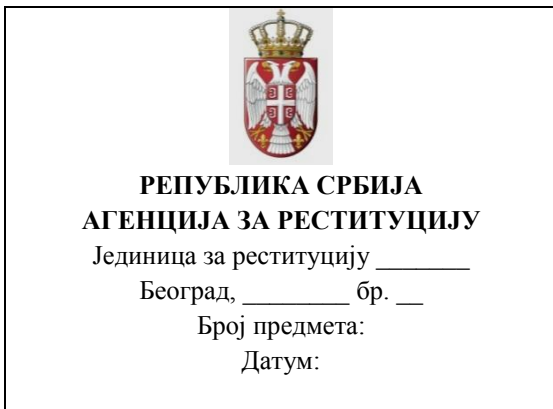 РЕПУБЛИКА СРБИЈА
АГЕНЦИЈА ЗА РЕСТИТУЦИЈУ
Јединица за реституцију _______
Београд, ________ бр. __
Број предмета:
Датум: